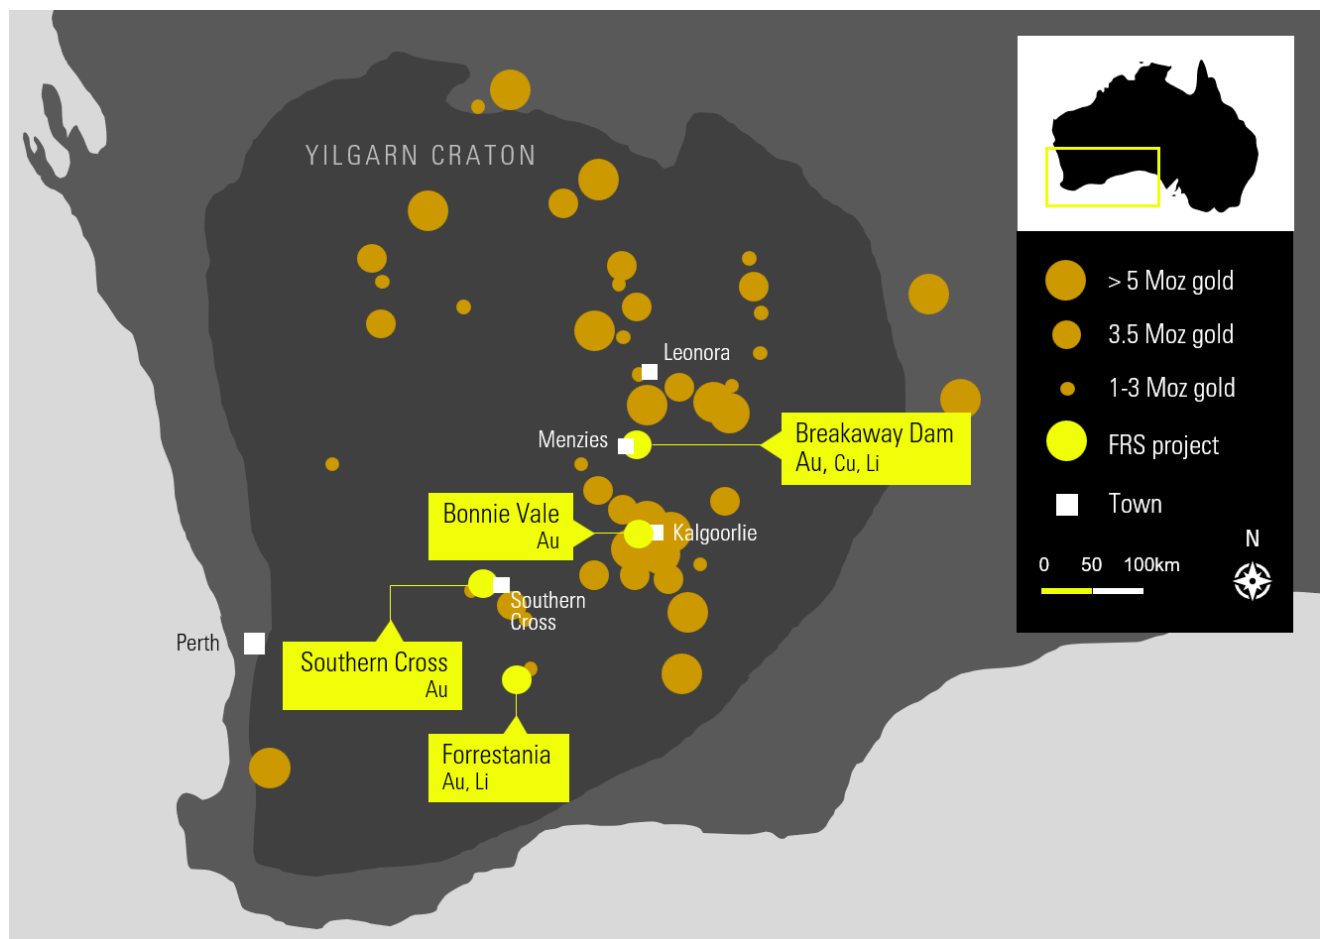 YILGARN CRATON
> 5 Moz gold
3.5 Moz gold
1-3 Moz gold
FRS project
Town
N
0 50 100km
Leonora
Menzies
Breakaway Dam
Au, Cu, Li
Bonnie Vale
Au
Kalgoorlie
Southern
Cross
Perth
Southern Cross
Au
Forrestania
Au, Li